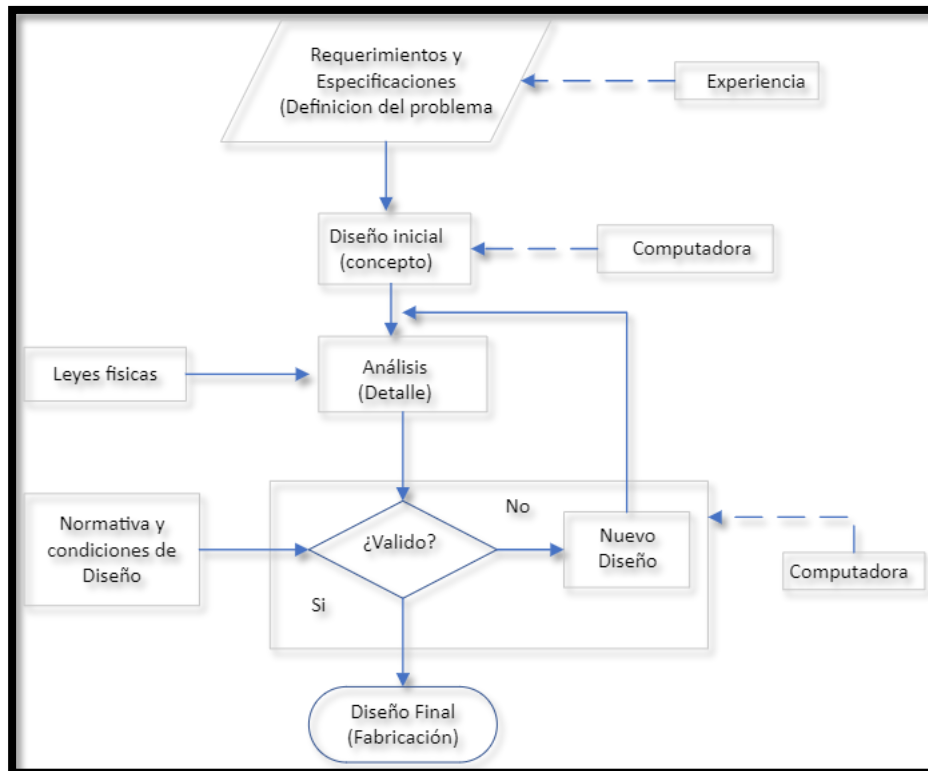 Requerimientos y
Especificaciones
(Definicion del problema
Experiencia
Diseño inicial
(concepto)
Computadora
Leyes fisicas
Análisis
(Detalle)
Normativa y
condiciones de
Diseño
¿Valido?
No
Si
Nuevo
Diseño
Computadora
Diseño Final
(Fabricación)